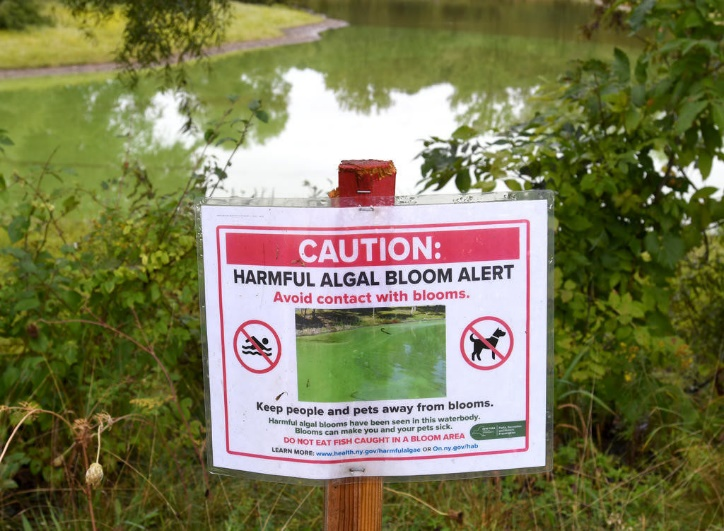 CAUTION:
HARMFUL ALGAL BLOOM ALERT
Avoid contact with blooms.
Keep people and pets away from blooms.
Harmful algal blooms have been seen in this waterbody.
Blooms can make you and your pets sick.
DO NOT EAT FISH CAUGHT IN A BLOOM AREA
LEARN MORE: www.health.ny.gov/harmfulalgae OR On.ny.gov/hab